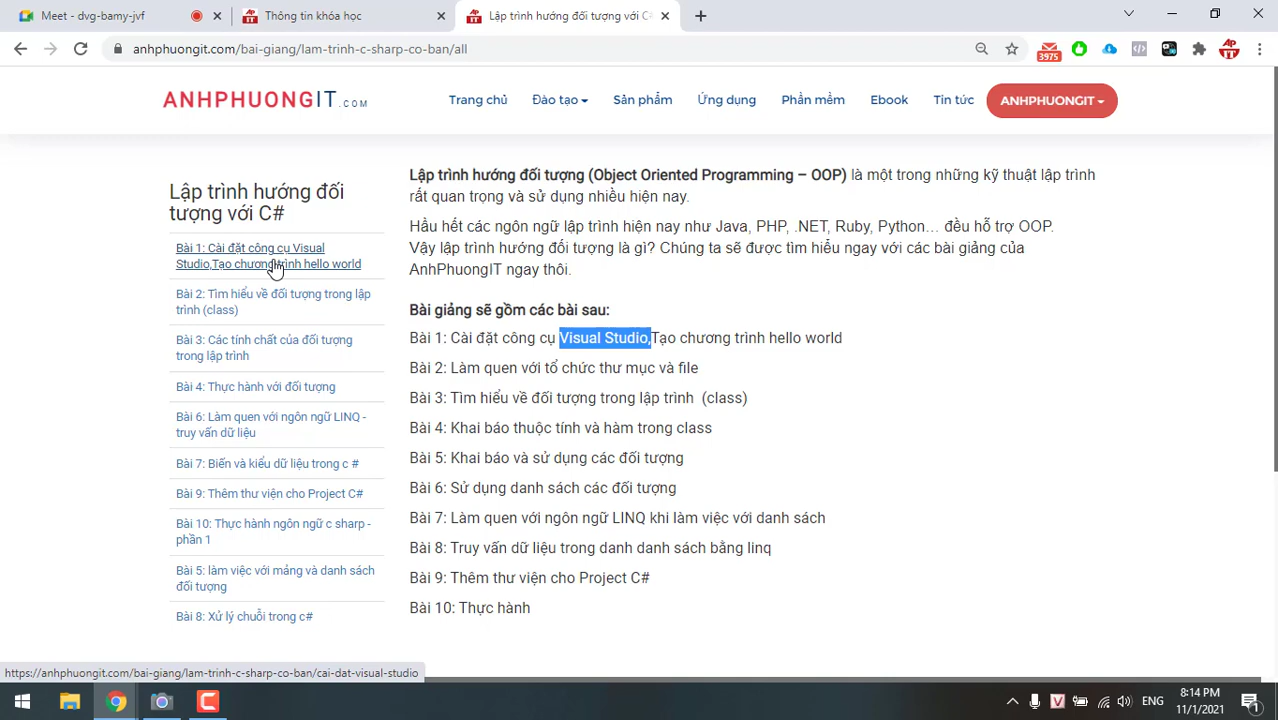 Meet - dvg-bamy-jvf
Thông tin khóa học
Lập trình hướng đối tượng với C#
anhphuongit.com/bai-giang/lam-trinh-c-sharp-co-ban/all
3975
ANHPHUONGIT.COM
Trang chủ
Đào tạo
Sản phẩm
Ứng dụng
Phần mềm
Ebook
Tin tức
ANHPHUONGIT
Lập trình hướng đối
tượng với C#
Bài 1: Cài đặt công cụ Visual
Studio,Tạo chương trình hello world
Bài 2: Tìm hiểu về đối tượng trong lập
trình (class)
Bài 3: Các tính chất của đối tượng
trong lập trình
Bài 4: Thực hành với đối tượng
Bài 6: Làm quen với ngôn ngữ LINQ -
truy vấn dữ liệu
Bài 7: Biến và kiểu dữ liệu trong c #
Bài 9: Thêm thư viện cho Project C#
Bài 10: Thực hành ngôn ngữ c sharp -
phần 1
Bài 5: làm việc với mảng và danh sách
đối tượng
Bài 8: Xử lý chuỗi trong c#
Lập trình hướng đối tượng (Object Oriented Programming – OOP) là một trong những kỹ thuật lập trình
rất quan trọng và sử dụng nhiều hiện nay.
Hầu hết các ngôn ngữ lập trình hiện nay như Java, PHP, .NET, Ruby, Python… đều hỗ trợ OOP.
Vậy lập trình hướng đối tượng là gì? Chúng ta sẽ được tìm hiểu ngay với các bài giảng của
AnhPhuongIT ngay thôi.
Bài giảng sẽ gồm các bài sau:
Bài 1: Cài đặt công cụ Visual Studio,Tạo chương trình hello world
Bài 2: Làm quen với tổ chức thư mục và file
Bài 3: Tìm hiểu về đối tượng trong lập trình  (class)
Bài 4: Khai báo thuộc tính và hàm trong class
Bài 5: Khai báo và sử dụng các đối tượng
Bài 6: Sử dụng danh sách các đối tượng
Bài 7: Làm quen với ngôn ngữ LINQ khi làm việc với danh sách
Bài 8: Truy vấn dữ liệu trong danh danh sách bằng linq
Bài 9: Thêm thư viện cho Project C#
Bài 10: Thực hành
https://anhphuongit.com/bai-giang/lam-trinh-c-sharp-co-ban/cai-dat-visual-studio
ENG
8:14 PM
11/1/2021